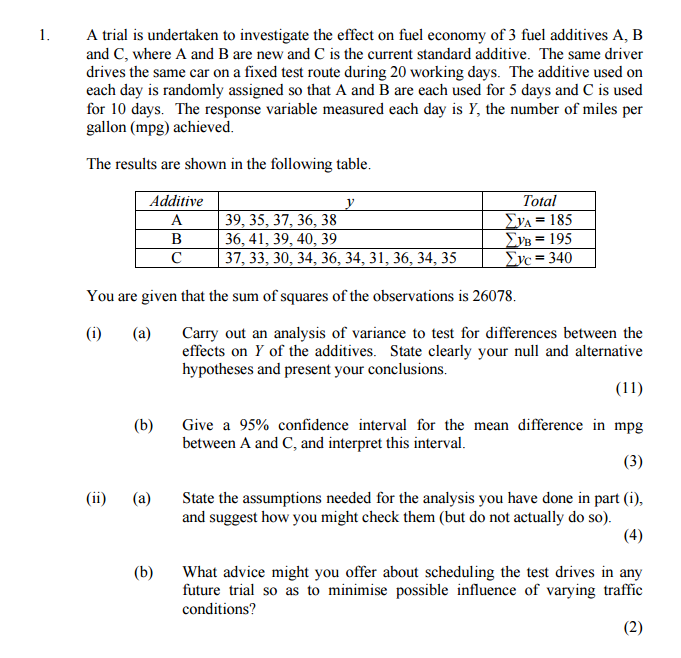 1. A trial is undertaken to investigate the effect on fuel economy of 3 fuel additives A, B
and C, where A and B are new and C is the current standard additive. The same driver
drives the same car on a fixed test route during 20 working days. The additive used on
each day is randomly assigned so that A and B are each used for 5 days and C is used
for 10 days. The response variable measured each day is Y, the number of miles per
gallon (mpg) achieved.
The results are shown in the following table.
Additive y Total
A 39, 35, 37, 36, 38 ∑yA = 185
B 36, 41, 39, 40, 39 ∑yB = 195
C 37, 33, 30, 34, 36, 34, 31, 36, 34, 35 ∑yC = 340
You are given that the sum of squares of the observations is 26078.
(i) (a) Carry out an analysis of variance to test for differences between the
effects on Y of the additives. State clearly your null and alternative
hypotheses and present your conclusions.
(11)
(b) Give a 95% confidence interval for the mean difference in mpg
between A and C, and interpret this interval.
(3)
(ii) (a) State the assumptions needed for the analysis you have done in part (i),
and suggest how you might check them (but do not actually do so).
(4)
(b) What advice might you offer about scheduling the test drives in any
future trial so as to minimise possible influence of varying traffic
conditions?
(2)